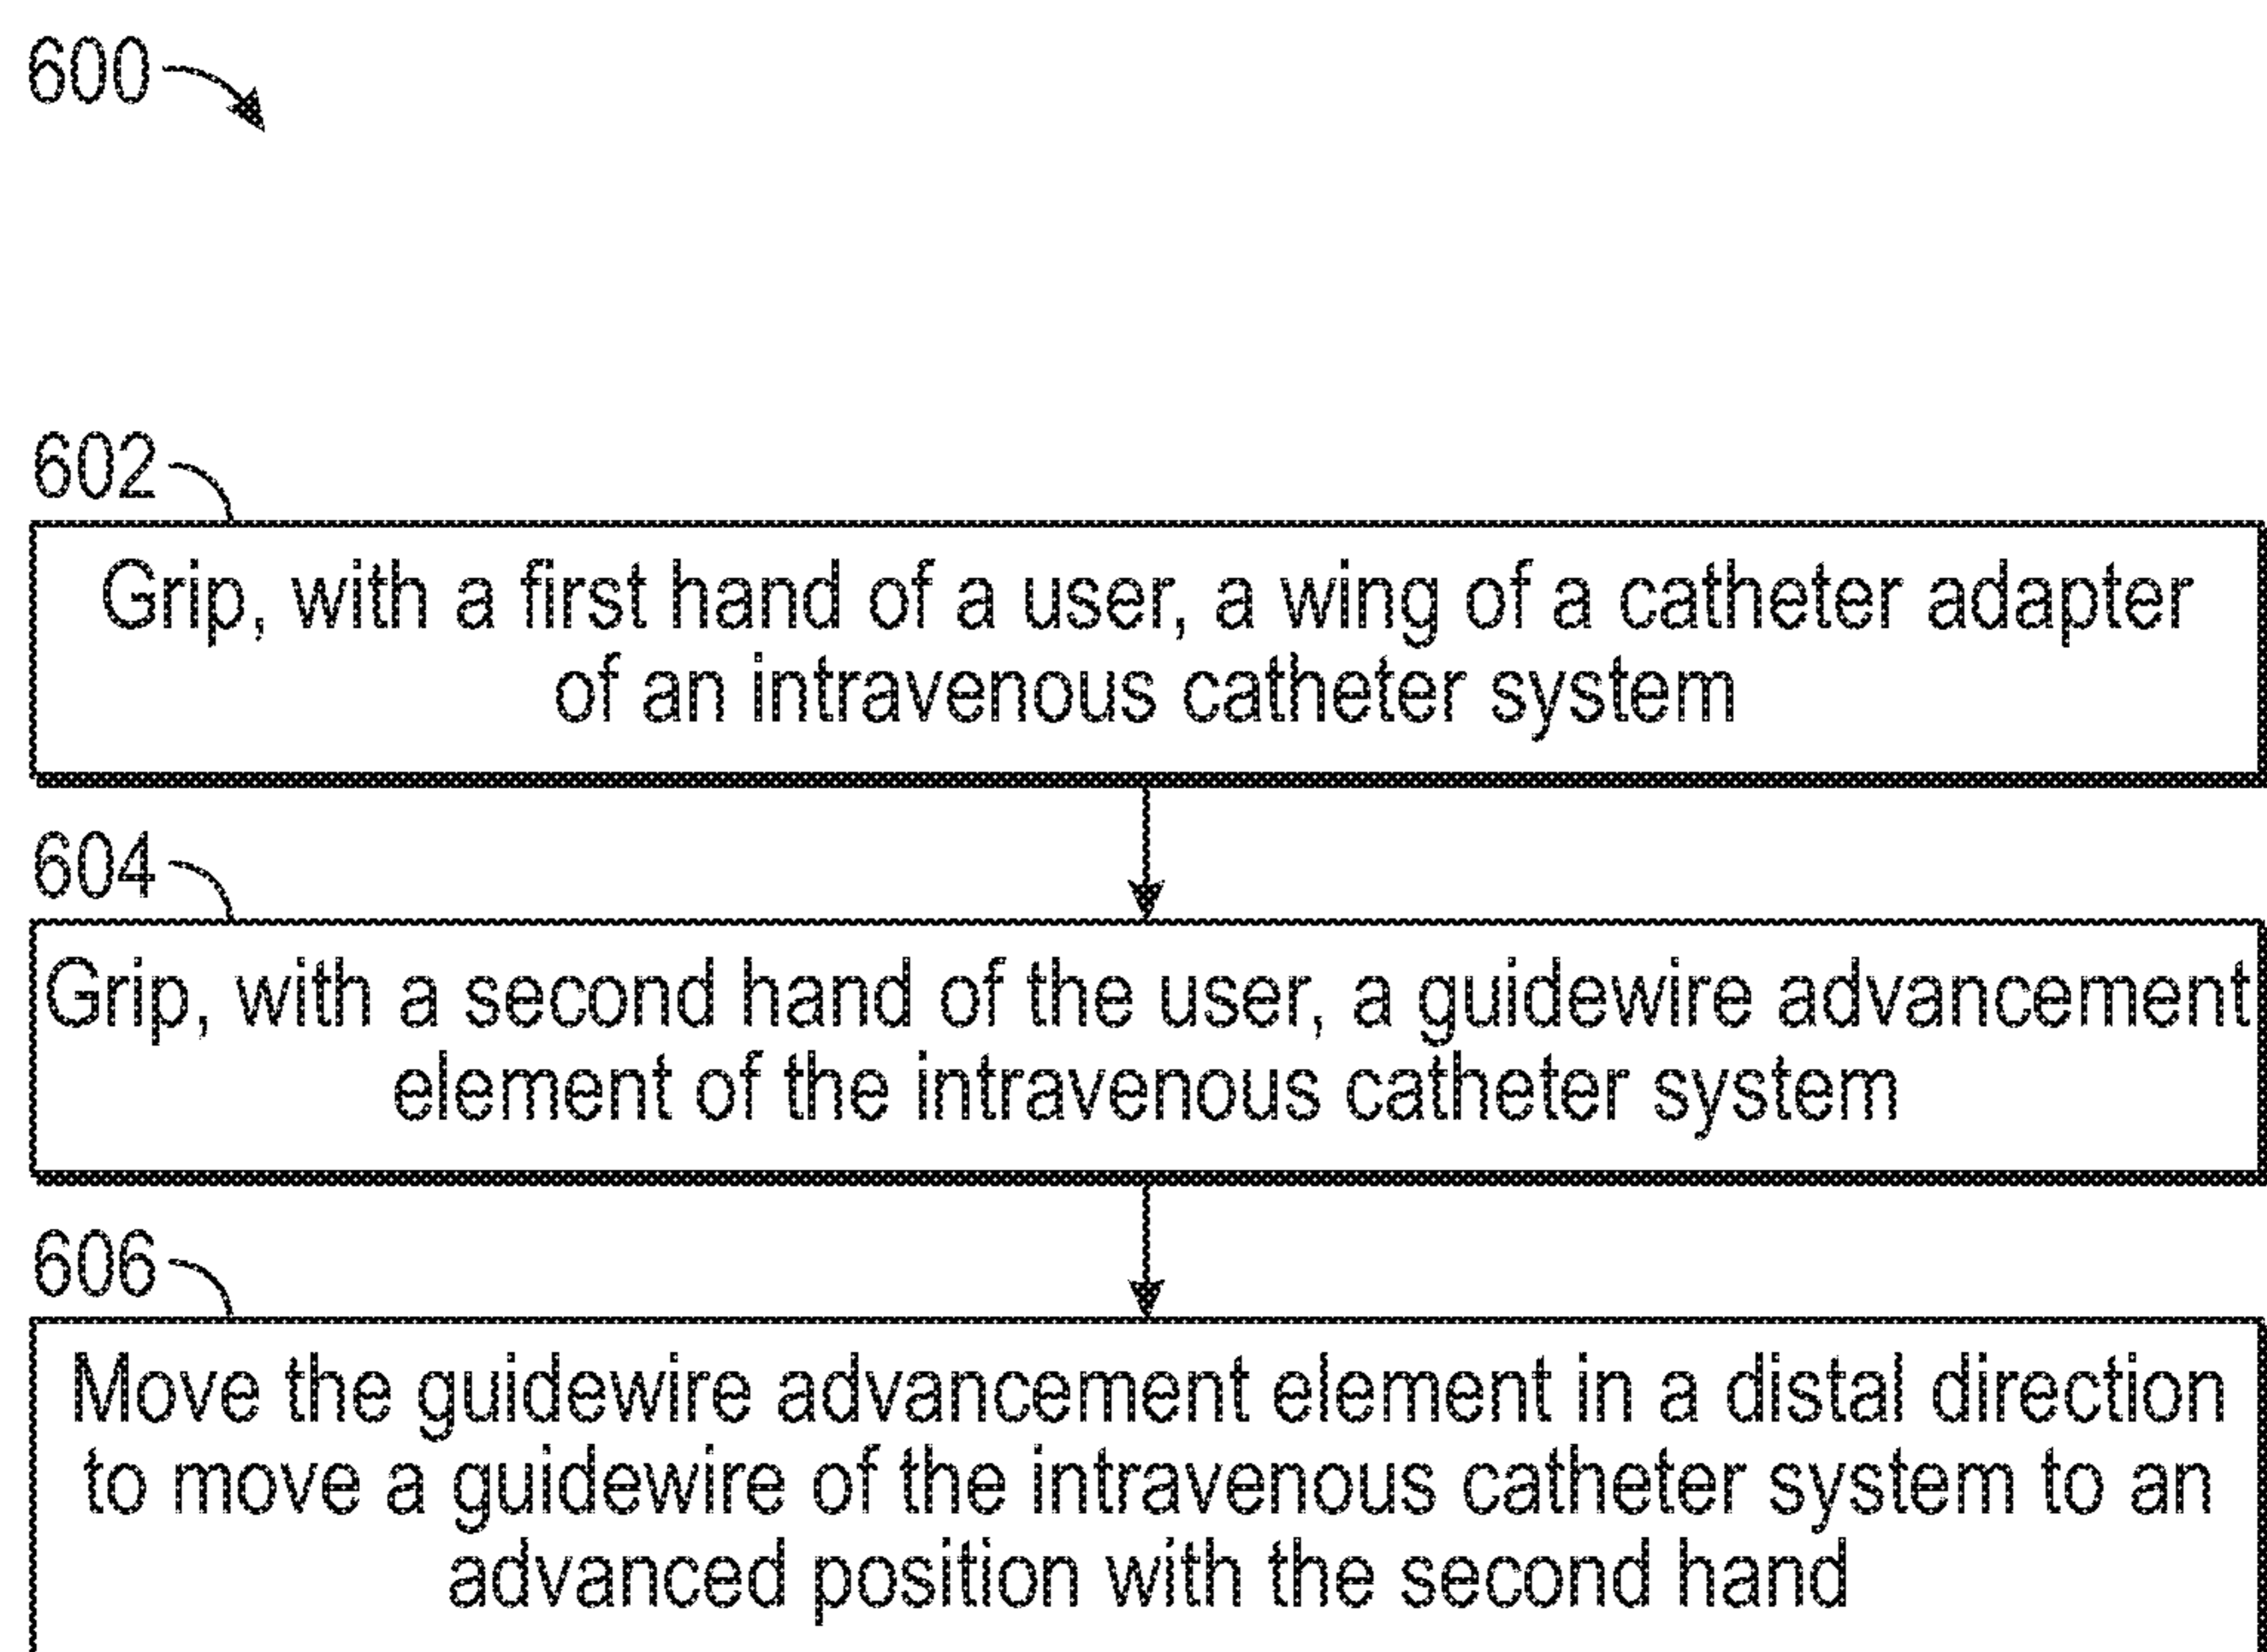 600
602
Grip, with a first hand of a user, a wing of a catheter adapter
of an intravenous catheter system
604
Grip, with a second hand of the user, a guidewire advancement
element of the intravenous catheter system
606
Move the guidewire advancement element in a distal direction
to move a guidewire of the intravenous catheter system to an
advanced position with the second hand